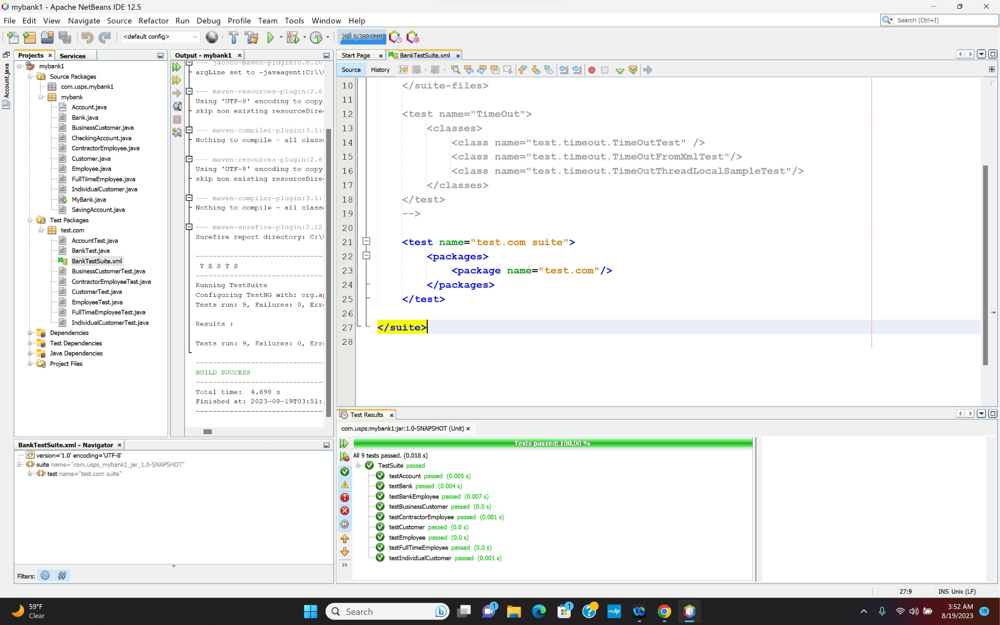 mybank1 - Apache NetBeans IDE 12.5
File Edit View Navigate Source Refactor Run Debug Profile Team Tools Window Help
Search (Ctrl+I)
<default config>
260.8/380.0MB
Account.java
Projects Services
mybank1
Source Packages
com.usps.mybank1
mybank
Account.java
Bank.java
BusinessCustomer.java
CheckingAccount.java
ContractorEmployee.java
Customer.java
Employee.java
FullTiimeEmployee.java
IndividualCustomer.java
MyBank.java
SavingAccount.java
Test Packages
test.com
AccountTest.java
BankTest.java
BankTestSuite.xml
BusinessCustomerTest.java
ContractorEmployeeTest.java
CustomerTest.java
EmployeeTest.java
FullTimeEmployeeTest.java
IndividualCustomerTest.java
Dependencies
Test Dependencies
Java Dependencies
Project Files
Output - mybank1
--- jacoco-maven-plugin:0.8.10
argLine set to -javaagent:C:\\
--- maven-resources-plugin:2.6
Using 'UTF-8' encoding to copy
skip non existing resourceDire
--- maven-compiler-plugin:3.1:
Nothing to compile - all class
--- maven-resources-plugin:2.6
Using 'UTF-8' encoding to copy
skip non existing resourceDire
--- maven-compiler-plugin:3.1:
Nothing to compile - all class
--- maven-surefire-plugin:2.12
Surefire report directory: C:\
-------------------------------
T E S T S
-------------------------------
Running TestSuite
Configuring TestNG with: org.ap
Tests run: 9, Failures: 0, Err
Results :
Tests run: 9, Failures: 0, Err
-------------------------------
BUILD SUCCESS
-------------------------------
Total time: 4.698 s
Finished at: 2023-08-19T03:51:
-------------------------------
Start Page BankTestSuite.xml
Source History
10 </suite-files>
11
12 <test name="TimeOut">
13 <classes>
14 <class name="test.timeout.TimeOutTest" />
15 <class name="test.timeout.TimeOutFromXmlTest"/>
16 <class name="test.timeout.TimeOutThreadLocalSampleTest"/>
17 </classes>
18 </test>
19 -->
20
21 <test name="test.com suite">
22 <packages>
23 <package name="test.com"/>
24 </packages>
25 </test>
26
27 </suite>
28
BankTestSuite.xml - Navigator
version='1.0' encoding='UTF-8'
suite name="com.usps_mybank1_jar_1.0-SNAPSHOT"
test name="test.com suite"
Filters:
Test Results
com.usps:mybank1:jar:1.0-SNAPSHOT (Unit)
Tests passed: 100.00 %
All 9 tests passed. (0.018 s)
TestSuite passed
testAccount passed (0.005 s)
testBank passed (0.004 s)
testBankEmployee passed (0.007 s)
testBusinessCustomer passed (0.0 s)
testContractorEmployee passed (0.001 s)
testCustomer passed (0.0 s)
testEmployee passed (0.0 s)
testFullTimeEmployee passed (0.0 s)
testIndividualCustomer passed (0.001 s)
27:9 INS Unix (LF)
59°F
Clear
Search
1
1
myhp
3:52 AM
8/19/2023
19